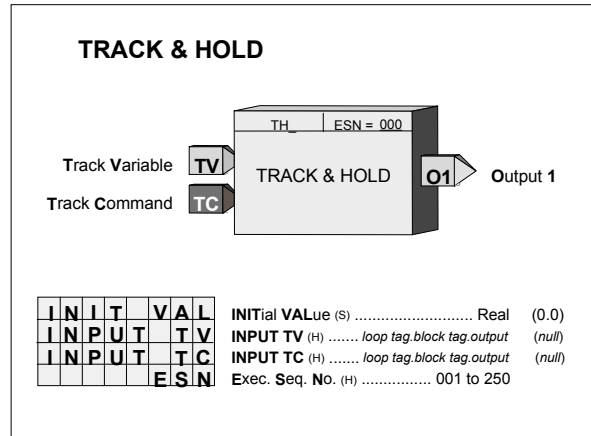 TRACK & HOLD
TH_ ESN = 000
Track Variable TV TRACK & HOLD O1 Output 1
Track Command TC
INIT VAL INITial VALue (S) .......................... Real (0.0)
INPUT TV INPUT TV (H) ....... loop tag.block tag.output (null)
INPUT TC INPUT TC (H) ....... loop tag.block tag.output (null)
ESN Exec. Seq. No. (H) ................ 001 to 250